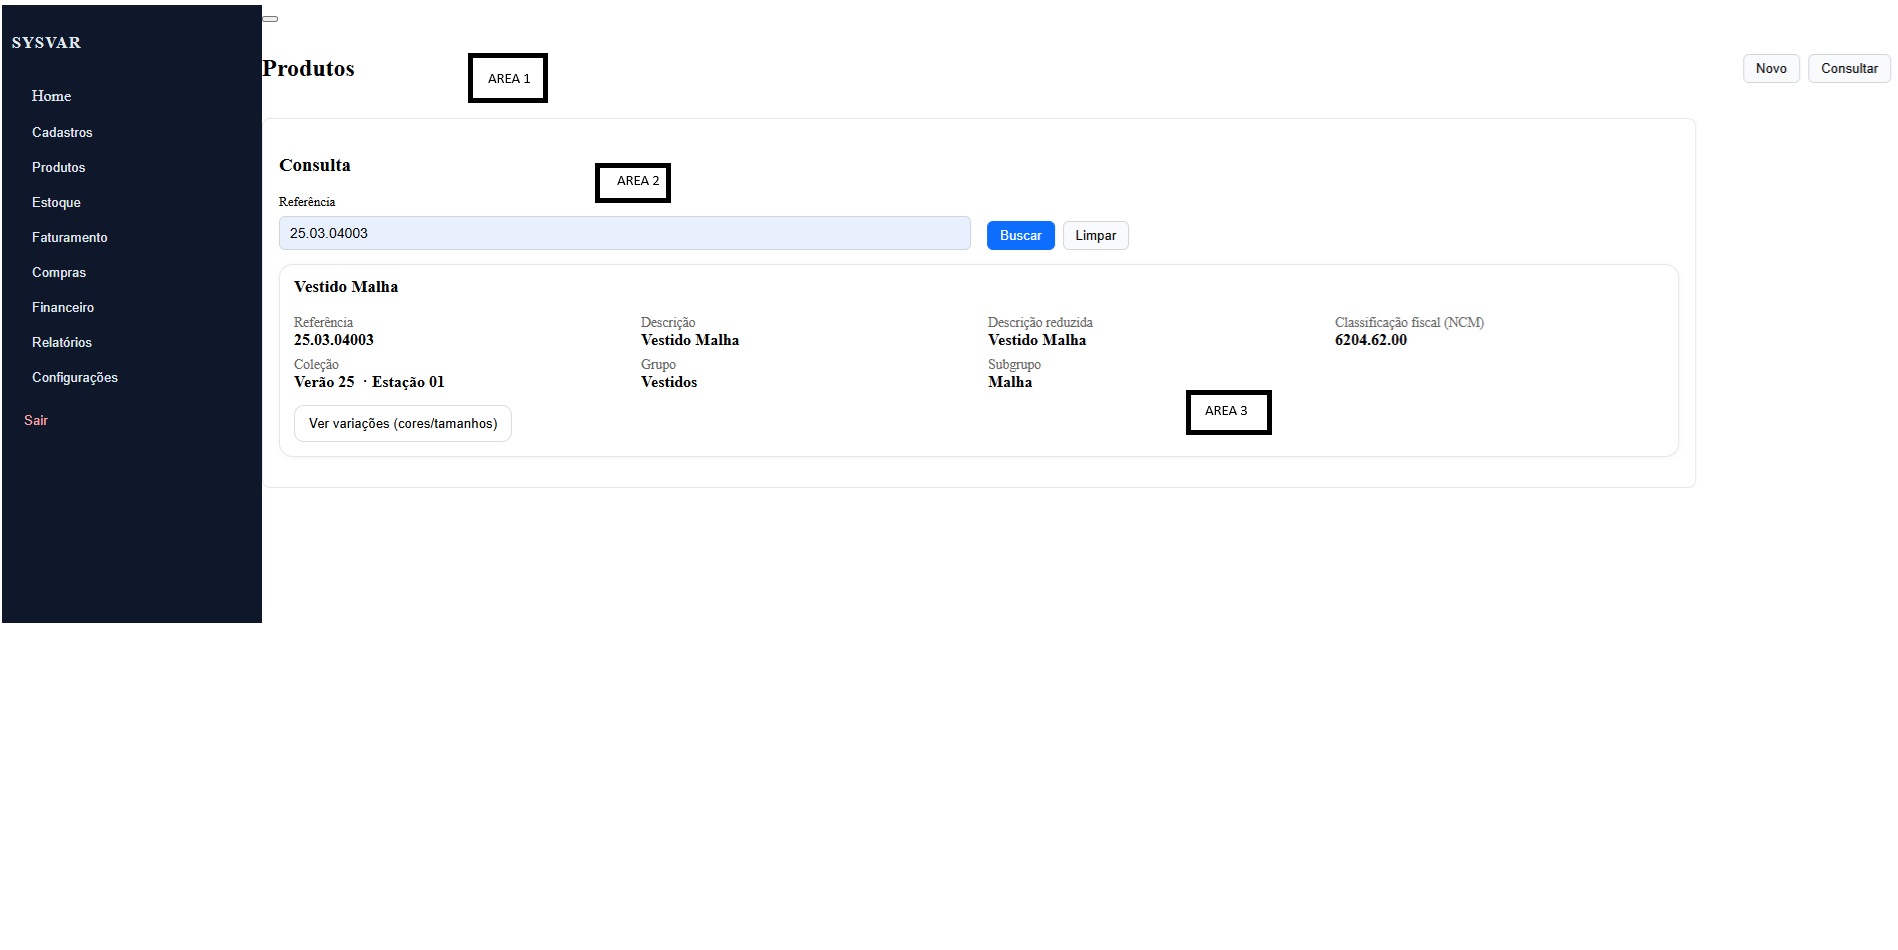 SYSVAR
Home
Cadastros
Produtos
Estoque
Faturamento
Compras
Financeiro
Relatórios
Configurações
Sair
Produtos
AREA 1
Novo
Consultar
Consulta
AREA 2
Referência
25.03.04003
Buscar
Limpar
Vestido Malha
Referência
25.03.04003
Descrição
Vestido Malha
Descrição reduzida
Vestido Malha
Classificação fiscal (NCM)
6204.62.00
Coleção
Verão 25 · Estação 01
Grupo
Vestidos
Subgrupo
Malha
AREA 3
Ver variações (cores/tamanhos)